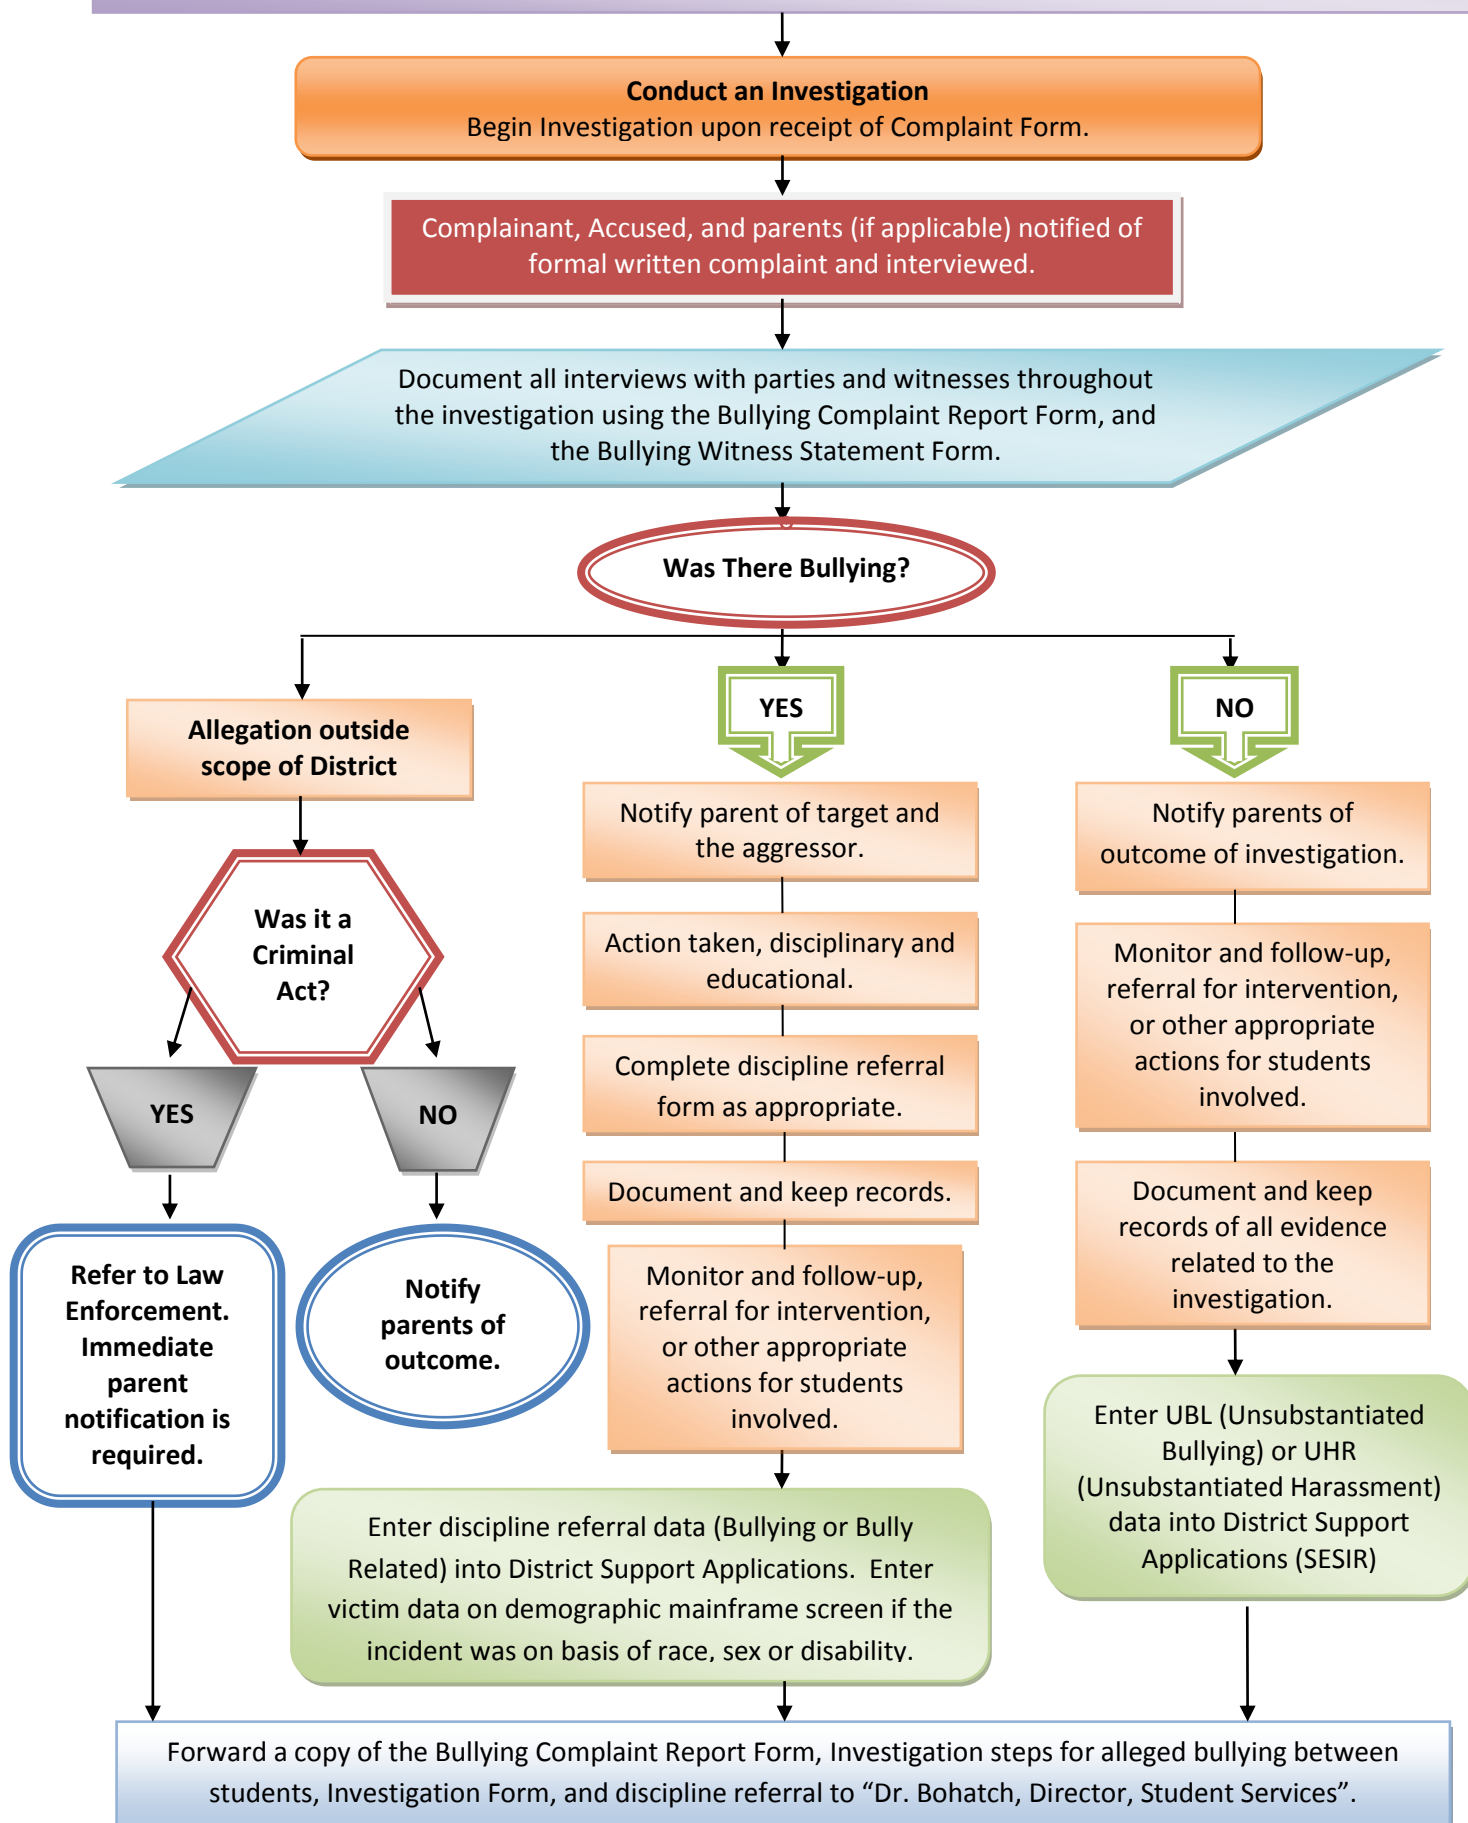 Conduct an Investigation
Begin Investigation upon receipt of Complaint Form.
Complainant, Accused, and parents (if applicable) notified of
formal written complaint and interviewed.
Document all interviews with parties and witnesses throughout
the investigation using the Bullying Complaint Report Form, and
the Bullying Witness Statement Form.
Was There Bullying?
Allegation outside
scope of District
Was it a
Criminal
Act?
YES
NO
Refer to Law
Enforcement.
Immediate
parent
notification is
required.
Notify
parents of
outcome.
YES
Notify parent of target and
the aggressor.
Action taken, disciplinary and
educational.
Complete discipline referral
form as appropriate.
Document and keep records.
Monitor and follow-up,
referral for intervention,
or other appropriate
actions for students
involved.
Enter discipline referral data (Bullying or Bully
Related) into District Support Applications.  Enter
victim data on demographic mainframe screen if the
incident was on basis of race, sex or disability.
NO
Notify parents of
outcome of investigation.
Monitor and follow-up,
referral for intervention,
or other appropriate
actions for students
involved.
Document and keep
records of all evidence
related to the
investigation.
Enter UBL (Unsubstantiated
Bullying) or UHR
(Unsubstantiated Harassment)
data into District Support
Applications (SESIR)
Forward a copy of the Bullying Complaint Report Form, Investigation steps for alleged bullying between
students, Investigation Form, and discipline referral to “Dr. Bohatch, Director, Student Services”.